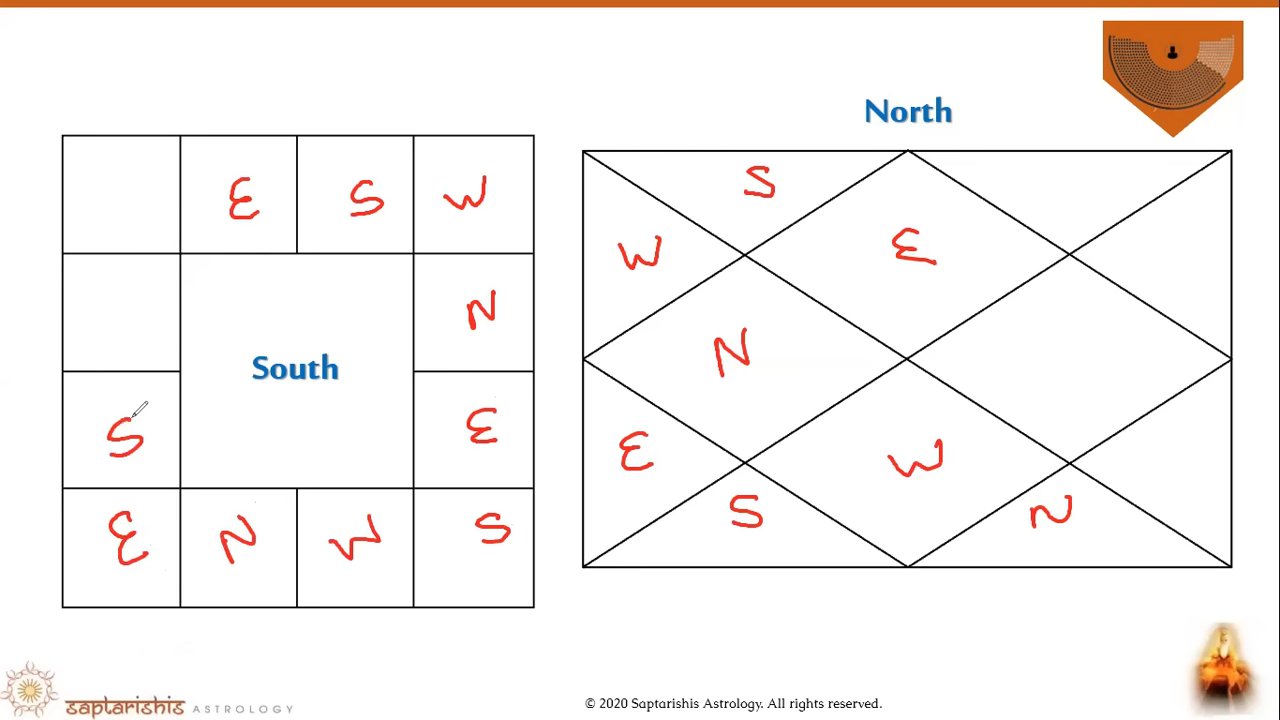 North
E S W
S
W
E
N
South
N
S
E
E
W
S
N
E N W S
saptarishis ASTROLOGY
© 2020 Saptarishis Astrology. All rights reserved.